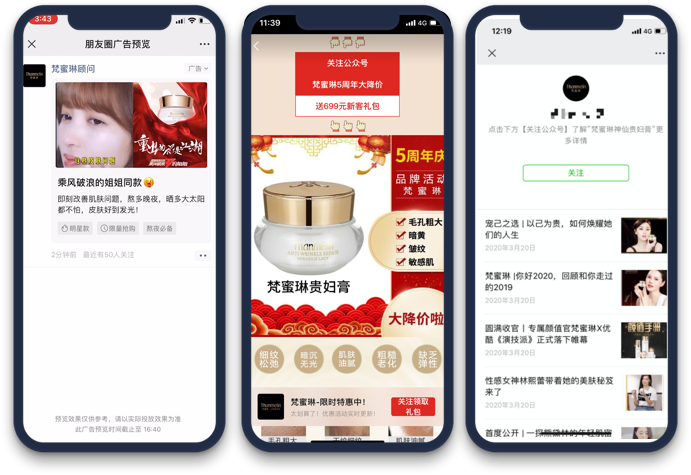 3:43
朋友圈广告预览
梵蜜琳顾问
广告
重出江湖
乘风破浪的姐姐同款
即刻改善肌肤问题，熬多晚夜，晒多大太阳
都不怕，皮肤好到发光！
明星款
限量抢购
熬夜必备
2分钟前 最近有50人关注
预览效果仅供参考，请以实际投放效果为准
此广告预览时间截止至 16:40
11:39
4G
关注公众号
梵蜜琳5周年大降价
送699元新客礼包
5周年庆
品牌活动
梵蜜琳
毛孔粗大
暗黄
皱纹
敏感肌
梵蜜琳贵妇膏
大降价啦
细纹
松弛
暗沉
无光
肌肤
油腻
粗糙
老化
缺乏
弹性
梵蜜琳-限时特惠中！
太划算了！优惠活动实时更新！
关注领取
礼包
毛孔粗大
干纹细纹
肌肤油腻
12:19
4G
点击下方【关注公众号】了解"梵蜜琳神仙贵妇膏"更
多详情
关注
宠己之选 | 以己为贵，如何焕耀她
们的人生
2020年3月20日
梵蜜琳 |你好2020，回顾和你走过
的2019
2020年3月20日
圆满收官丨专属颜值官梵蜜琳X优
酷《演技派》正式落下帷幕
2020年3月20日
性感女神林熙蕾带着她的美肤秘笈
来了
2020年3月20日
首度公开 | 一探熊黛林的年轻肌密